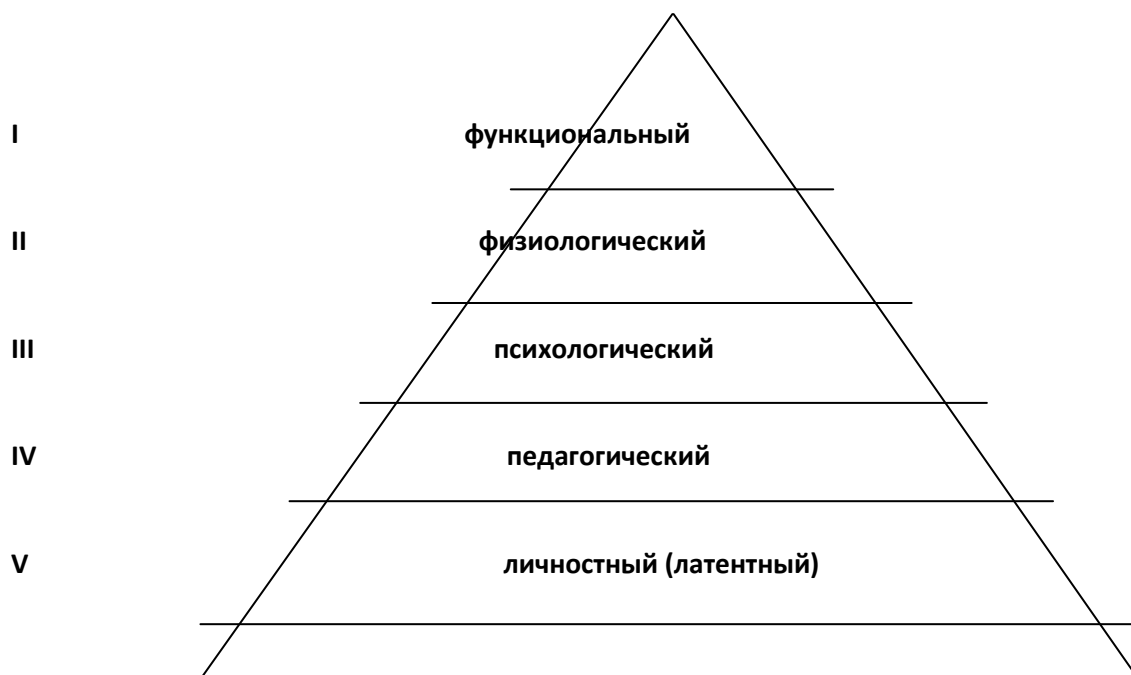 I функциональный
II физиологический
III психологический
IV педагогический
V личностный (латентный)